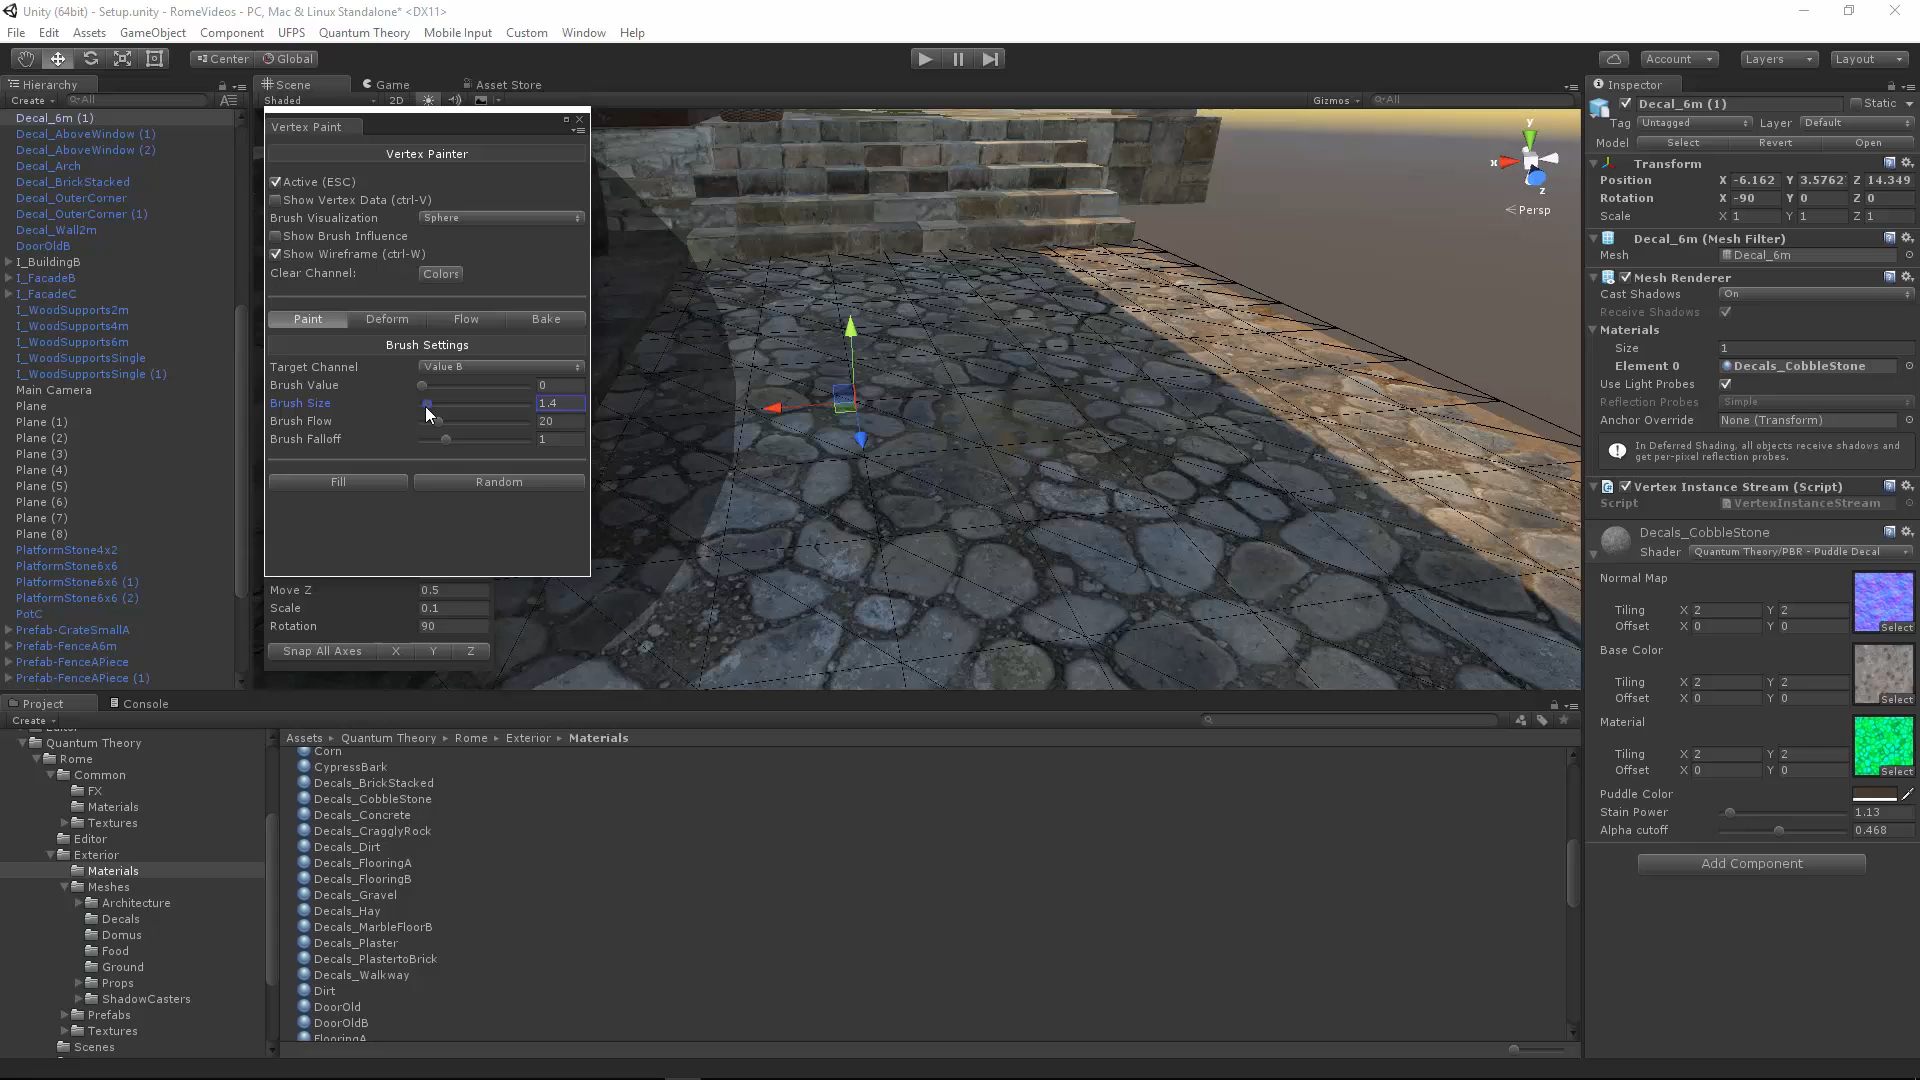 Unity (64bit) - Setup.unity - RomeVideos - PC, Mac & Linux Standalone* <DX11>
File Edit Assets GameObject Component UFPS Quantum Theory Mobile Input Custom Window Help
Center Global Account Layers Layout
Hierarchy
Create All
Decal_6m (1)
Decal_AboveWindow (1)
Decal_AboveWindow (2)
Decal_Arch
Decal_BrickStacked
Decal_OuterCorner
Decal_OuterCorner (1)
Decal_Wall2m
DoorOldB
I_BuildingB
I_FacadeB
I_FacadeC
I_WoodSupports2m
I_WoodSupports4m
I_WoodSupports6m
I_WoodSupportsSingle
I_WoodSupportsSingle (1)
Main Camera
Plane
Plane (1)
Plane (2)
Plane (3)
Plane (4)
Plane (5)
Plane (6)
Plane (7)
Plane (8)
PlatformStone4x2
PlatformStone6x6
PlatformStone6x6 (1)
PlatformStone6x6 (2)
PotC
Prefab-CrateSmallA
Prefab-FenceA6m
Prefab-FenceAPiece
Prefab-FenceAPiece (1)
Scene Game Asset Store
Shaded 2D Gizmos All
Vertex Paint
Vertex Painter
Active (ESC)
Show Vertex Data (ctrl-V)
Brush Visualization Sphere
Show Brush Influence
Show Wireframe (ctrl-W)
Clear Channel: Colors
Paint Deform Flow Bake
Brush Settings
Target Channel Value B
Brush Value 0
Brush Size 1.4
Brush Flow 20
Brush Falloff 1
Fill Random
Move Z 0.5
Scale 0.1
Rotation 90
Snap All Axes X Y Z
y
x
z
Persp
Inspector
Decal_6m (1) Static
Tag Untagged Layer Default
Model Select Revert Open
Transform
Position X -6.162 Y 3.5762 Z 14.349
Rotation X -90 Y 0 Z 0
Scale X 1 Y 1 Z 1
Decal_6m (Mesh Filter)
Mesh Decal_6m
Mesh Renderer
Cast Shadows On
Receive Shadows
Materials
Size 1
Element 0 Decals_CobbleStone
Use Light Probes
Reflection Probes Simple
Anchor Override None (Transform)
In Deferred Shading, all objects receive shadows and
get per-pixel reflection probes.
Vertex Instance Stream (Script)
Script VertexInstanceStream
Decals_CobbleStone
Shader Quantum Theory/PBR - Puddle Decal
Normal Map
Tiling X 2 Y 2
Offset X 0 Y 0 Select
Base Color
Tiling X 2 Y 2
Offset X 0 Y 0 Select
Material
Tiling X 2 Y 2
Offset X 0 Y 0 Select
Puddle Color
Stain Power 1.13
Alpha cutoff 0.468
Add Component
Project Console
Create
Quantum Theory
Rome
Common
FX
Materials
Textures
Editor
Exterior
Materials
Meshes
Architecture
Decals
Domus
Food
Ground
Props
ShadowCasters
Prefabs
Textures
Scenes
Assets Quantum Theory Rome Exterior Materials
Corn
CypressBark
Decals_BrickStacked
Decals_CobbleStone
Decals_Concrete
Decals_CragglyRock
Decals_Dirt
Decals_FlooringA
Decals_FlooringB
Decals_Gravel
Decals_Hay
Decals_MarbleFloorB
Decals_Plaster
Decals_PlastertoBrick
Decals_Walkway
Dirt
DoorOld
DoorOldB
FlooringA